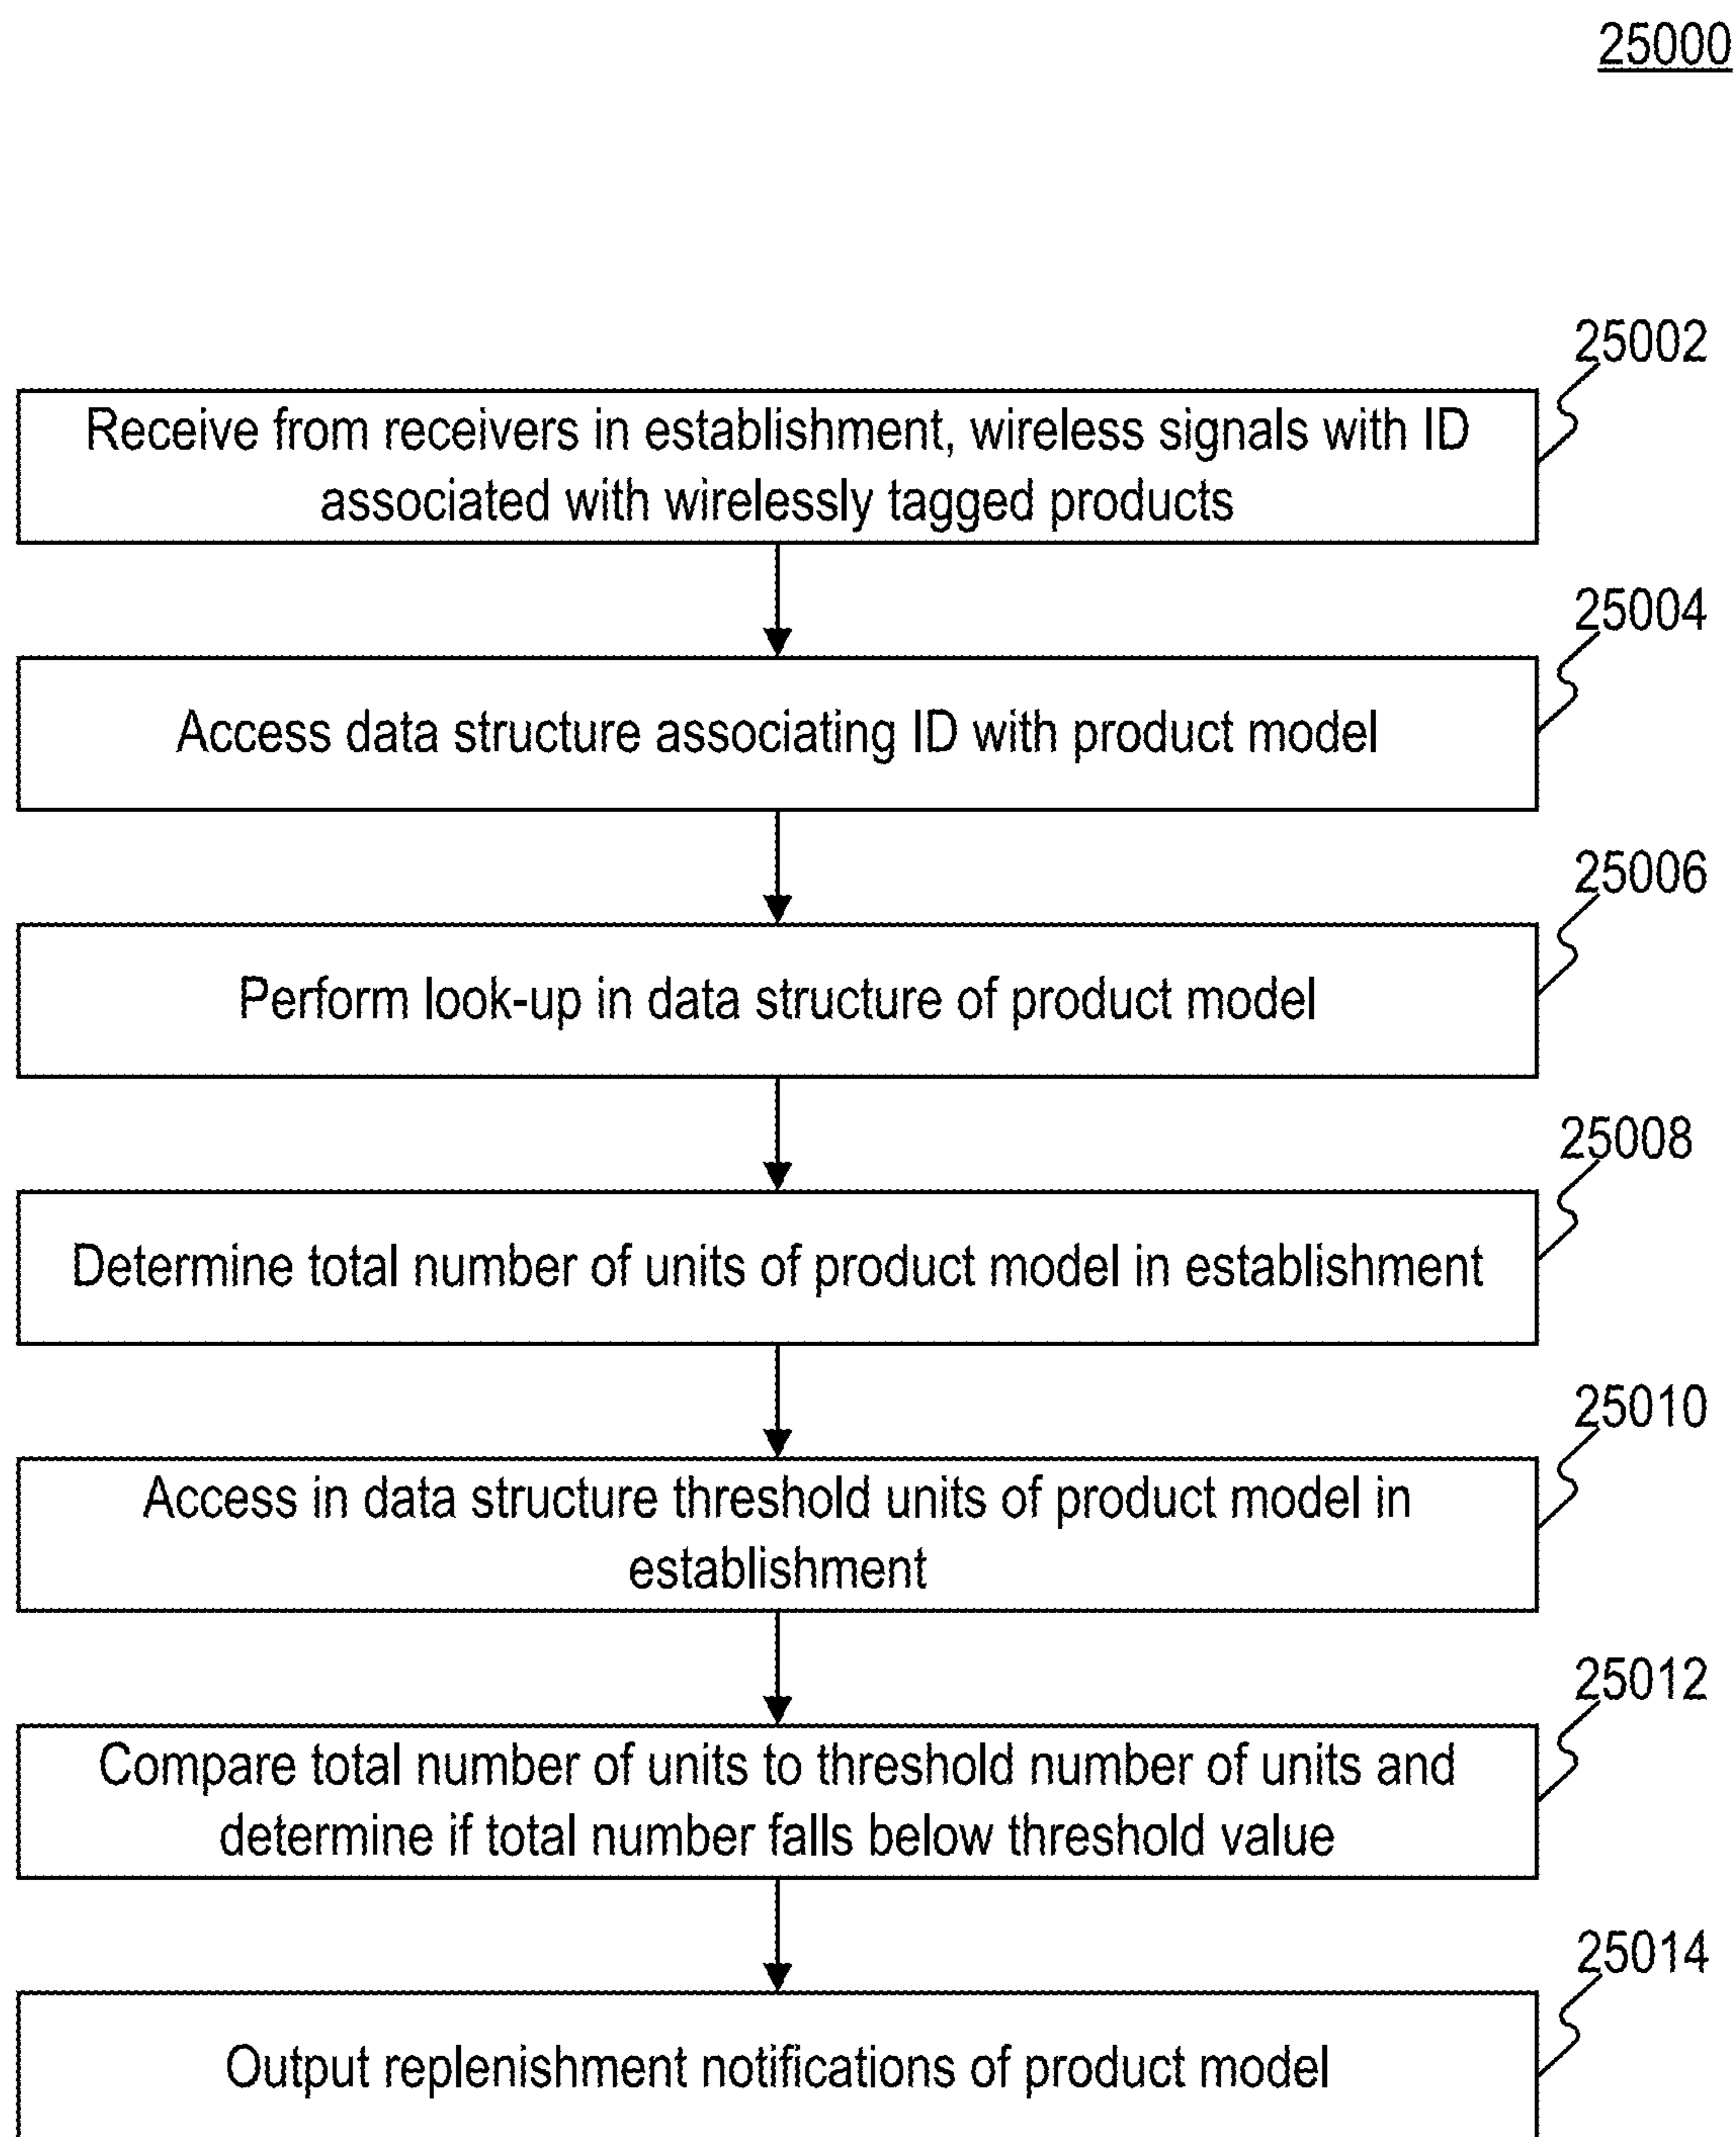 25000
25002
Receive from receivers in establishment, wireless signals with ID
associated with wirelessly tagged products
25004
Access data structure associating ID with product model
25006
Perform look-up in data structure of product model
25008
Determine total number of units of product model in establishment
25010
Access in data structure threshold units of product model in
establishment
25012
Compare total number of units to threshold number of units and
determine if total number falls below threshold value
25014
Output replenishment notifications of product model